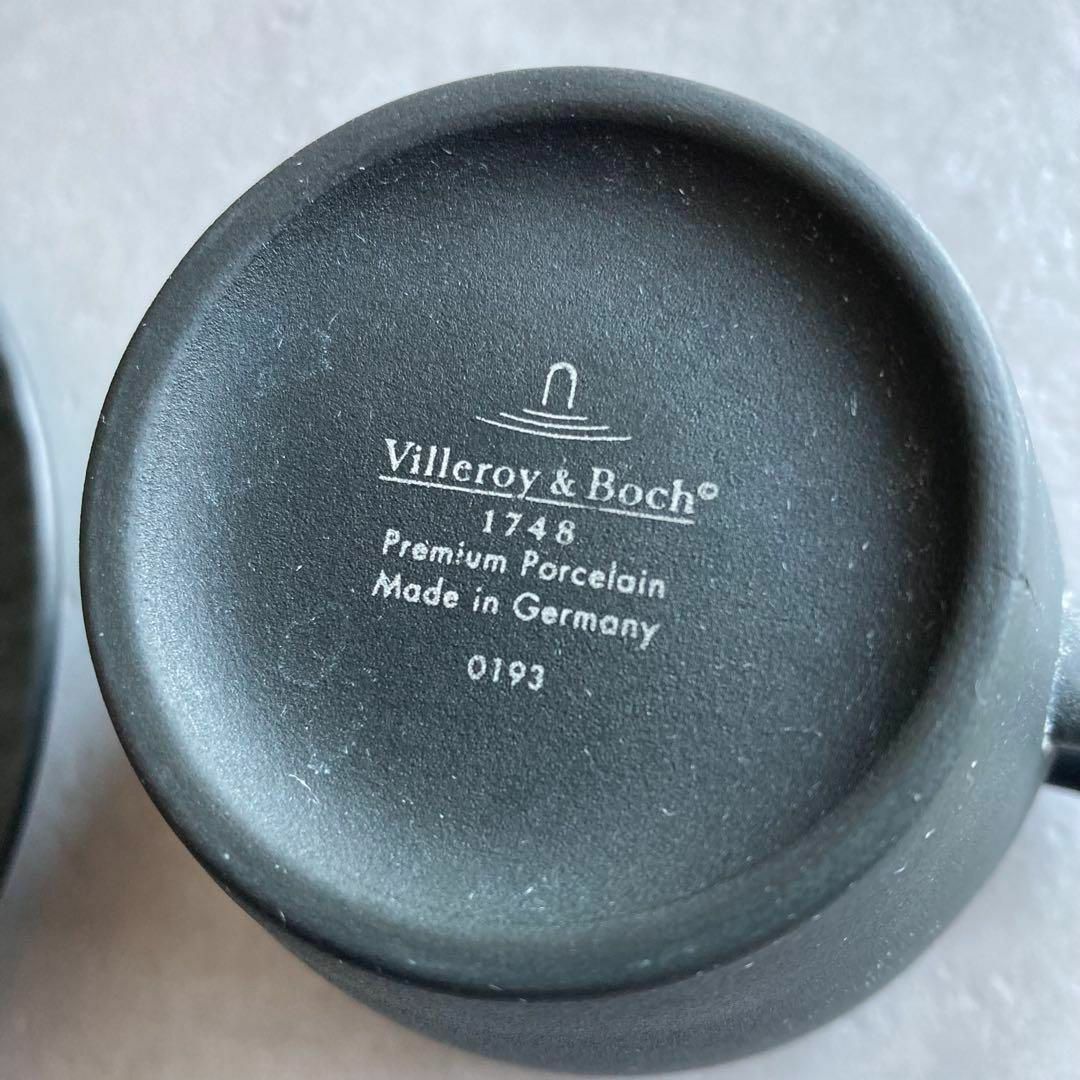 Villeroy & Boch©
1748
Premium Porcelain
Made in Germany
0193